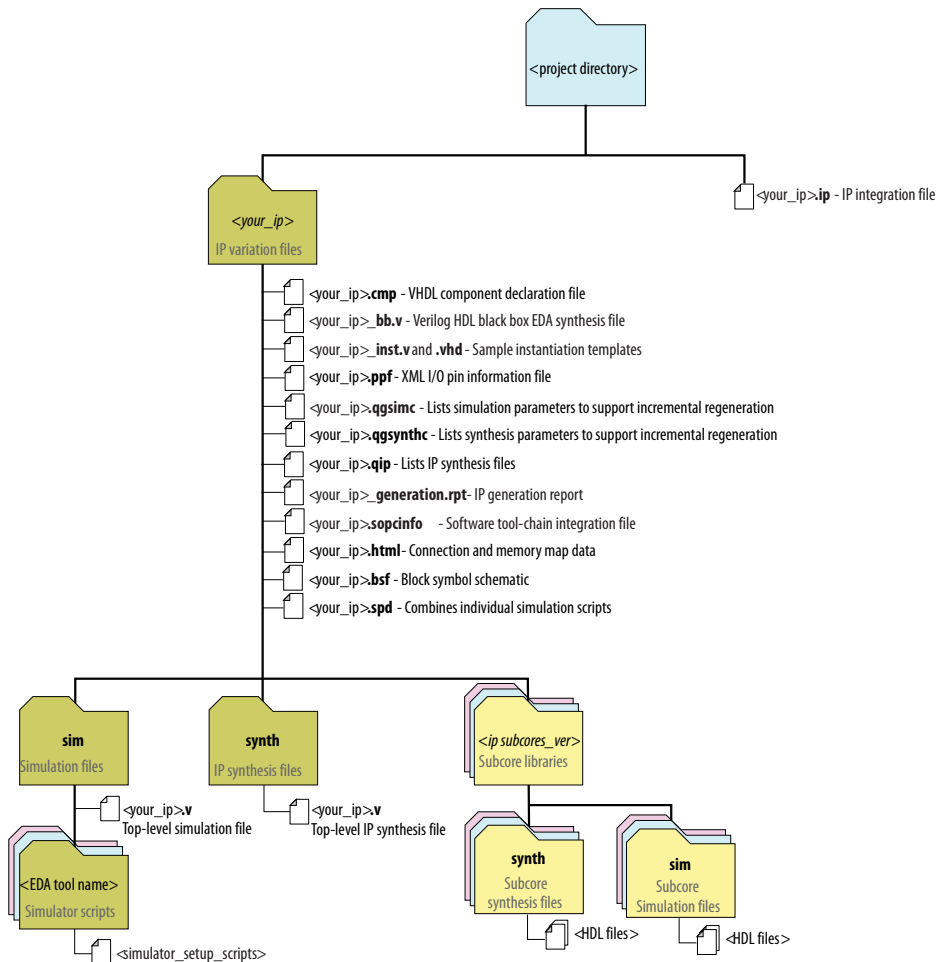 <project directory>
<your_ip>.ip - IP integration file
<your_ip>
IP variation files
<your_ip>.cmp - VHDL component declaration file
<your_ip>_bb.v - Verilog HDL black box EDA synthesis file
<your_ip>_inst.v and .vhd - Sample instantiation templates
<your_ip>.ppf - XML I/O pin information file
<your_ip>.qgsimc - Lists simulation parameters to support incremental regeneration
<your_ip>.qgsynthc - Lists synthesis parameters to support incremental regeneration
<your_ip>.qip - Lists IP synthesis files
<your_ip>_generation.rpt- IP generation report
<your_ip>.sopcinfo - Software tool-chain integration file
<your_ip>.html- Connection and memory map data
<your_ip>.bsf - Block symbol schematic
<your_ip>.spd - Combines individual simulation scripts
sim
Simulation files
<your_ip>.v
Top-level simulation file
<EDA tool name>
Simulator scripts
<simulator_setup_scripts>
synth
IP synthesis files
<your_ip>.v
Top-level IP synthesis file
<ip subcores_ver>
Subcore libraries
synth
Subcore
synthesis files
<HDL files>
sim
Subcore
Simulation files
<HDL files>